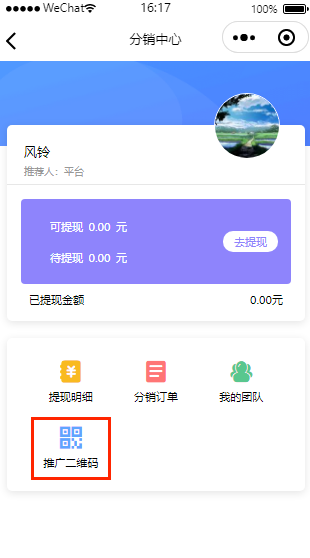 WeChat 16:17 100%
分销中心
风铃
推荐人：平台
可提现 0.00 元
去提现
待提现 0.00 元
已提现金额 0.00元
提现明细 分销订单 我的团队
推广二维码